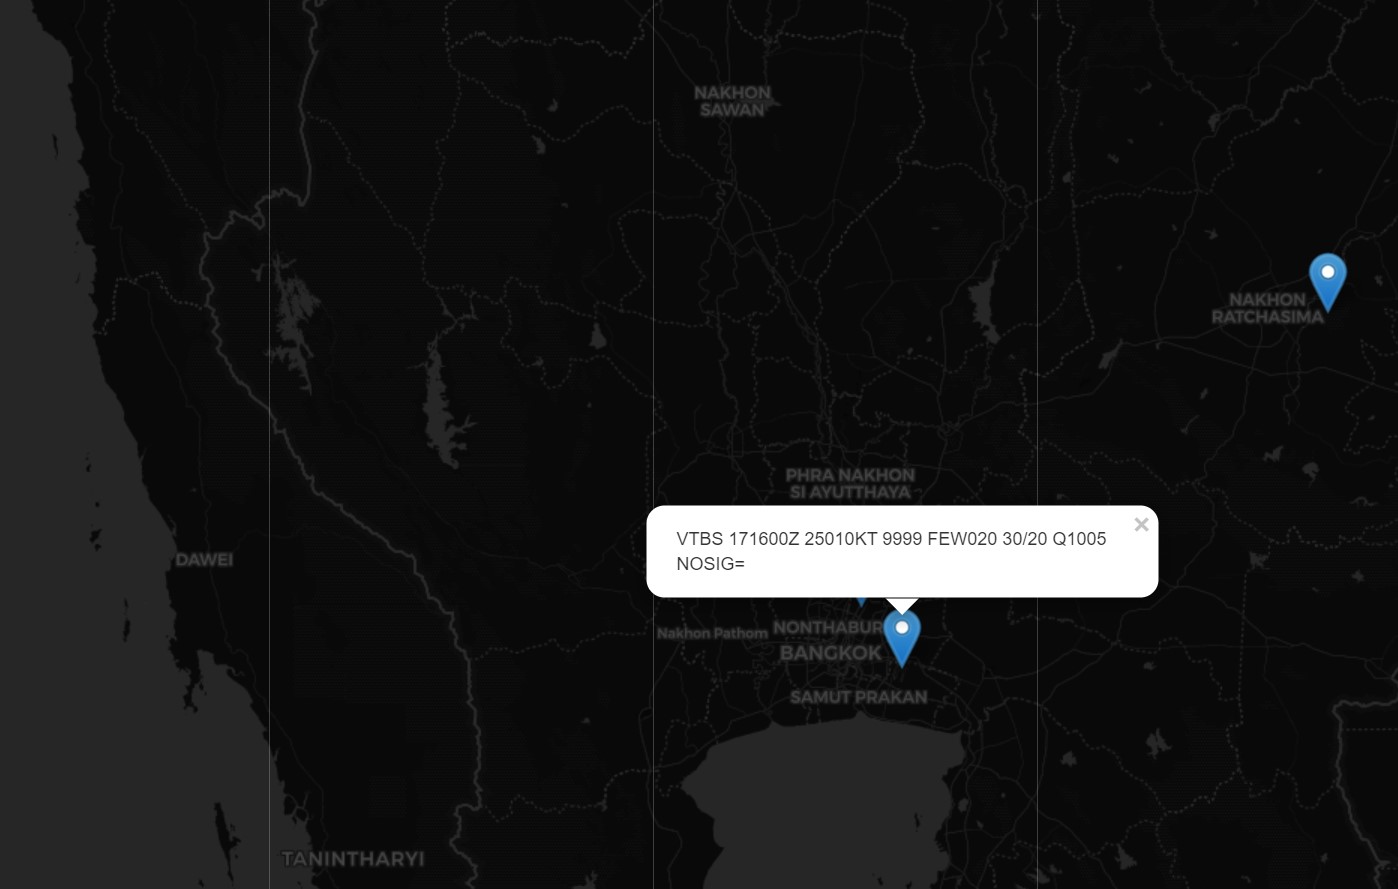 NAKHON
SAWAN
NAKHON
RATCHASIMA
PHRA NAKHON
SI AYUTTHAYA
×
VTBS 171600Z 25010KT 9999 FEW020 30/20 Q1005
NOSIG=
DAWEI
Nakhon Pathom
NONTHABUR
BANGKOK
SAMUT PRAKAN
TANINTHARYI